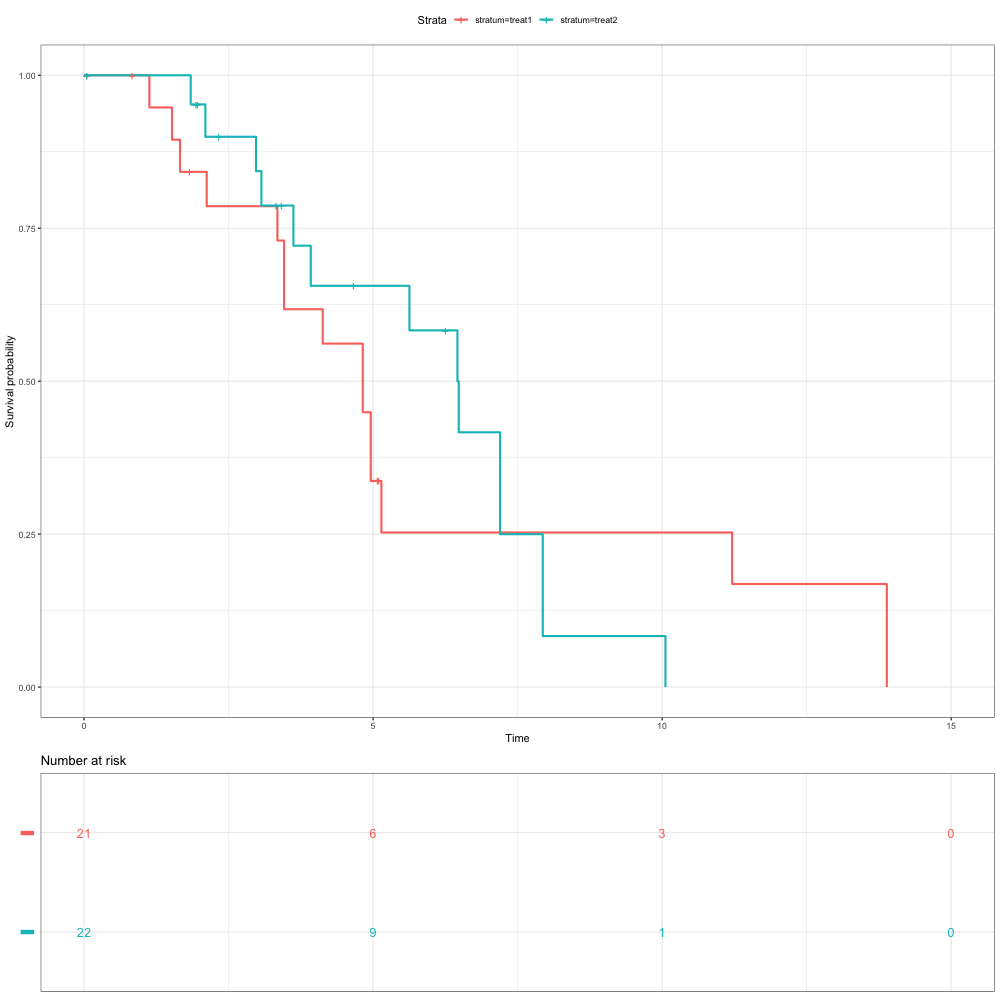 Strata stratum=treat1 stratum=treat2
1.00
0.75
0.50
0.25
0.00
Survival probability
0 5 10 15
Time
Number at risk
21 6 3 0
22 9 1 0